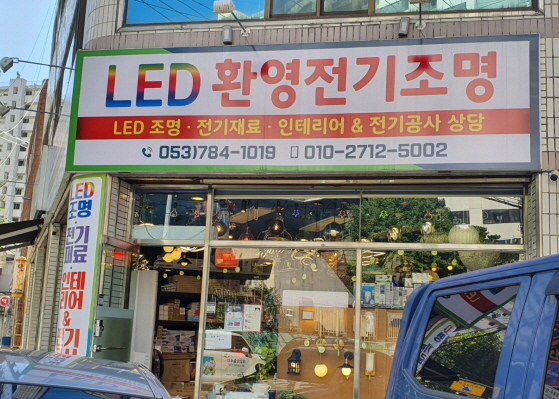 LED 환영전기조명
LED 조명 · 전기재료 · 인테리어 & 전기공사 상담
053)784-1019 010-2712-5002
LED
조명
·
전기
재료
·
인테
리어
&
전기